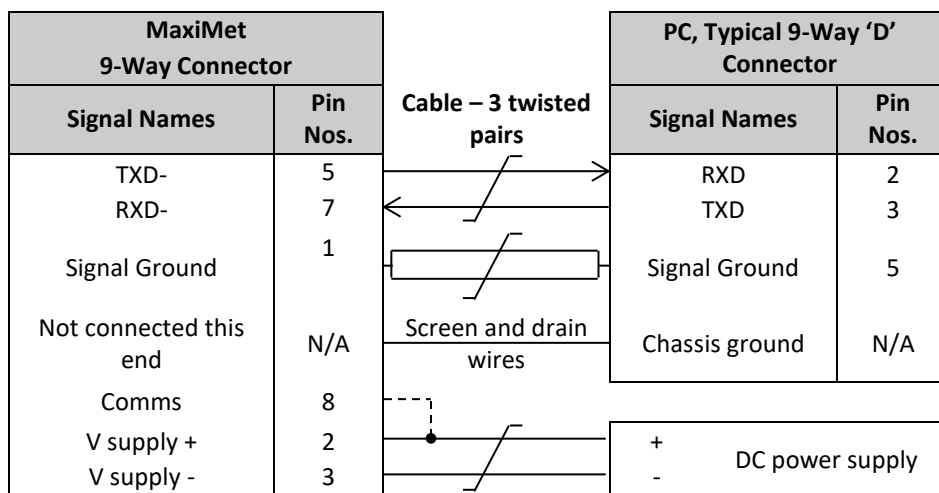 MaxiMet
9-Way Connector
PC, Typical 9-Way ‘D’
Connector
Signal Names
Pin
Nos.
Cable – 3 twisted
pairs
Signal Names
Pin
Nos.
TXD-
5
RXD
2
RXD-
7
TXD
3
Signal Ground
1
Signal Ground
5
Not connected this
end
N/A
Screen and drain
wires
Chassis ground
N/A
Comms
8
V supply +
2
+
V supply -
3
-
DC power supply